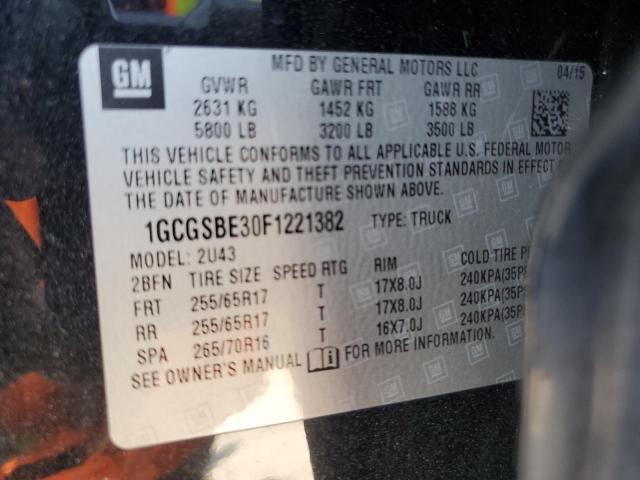 GM
MFD BY GENERAL MOTORS LLC 04/15
GVWR GAWR FRT GAWR RR
2631 KG 1452 KG 1588 KG
5800 LB 3200 LB 3500 LB
THIS VEHICLE CONFORMS TO ALL APPLICABLE U.S. FEDERAL MOTOR
VEHICLE SAFETY AND THEFT PREVENTION STANDARDS IN EFFECT
THE DATE OF MANUFACTURE SHOWN ABOVE.
1GCGSBE30F1221382 TYPE: TRUCK
MODEL: 2U43
2BFN TIRE SIZE SPEED RTG RIM COLD TIRE
FRT 255/65R17 T 17X8.0J 240KPA(35
RR 255/65R17 T 17X8.0J 240KPA(35
SPA 265/70R16 T 16X7.0J 240KPA(35
SEE OWNER'S MANUAL FOR MORE INFORMATION.